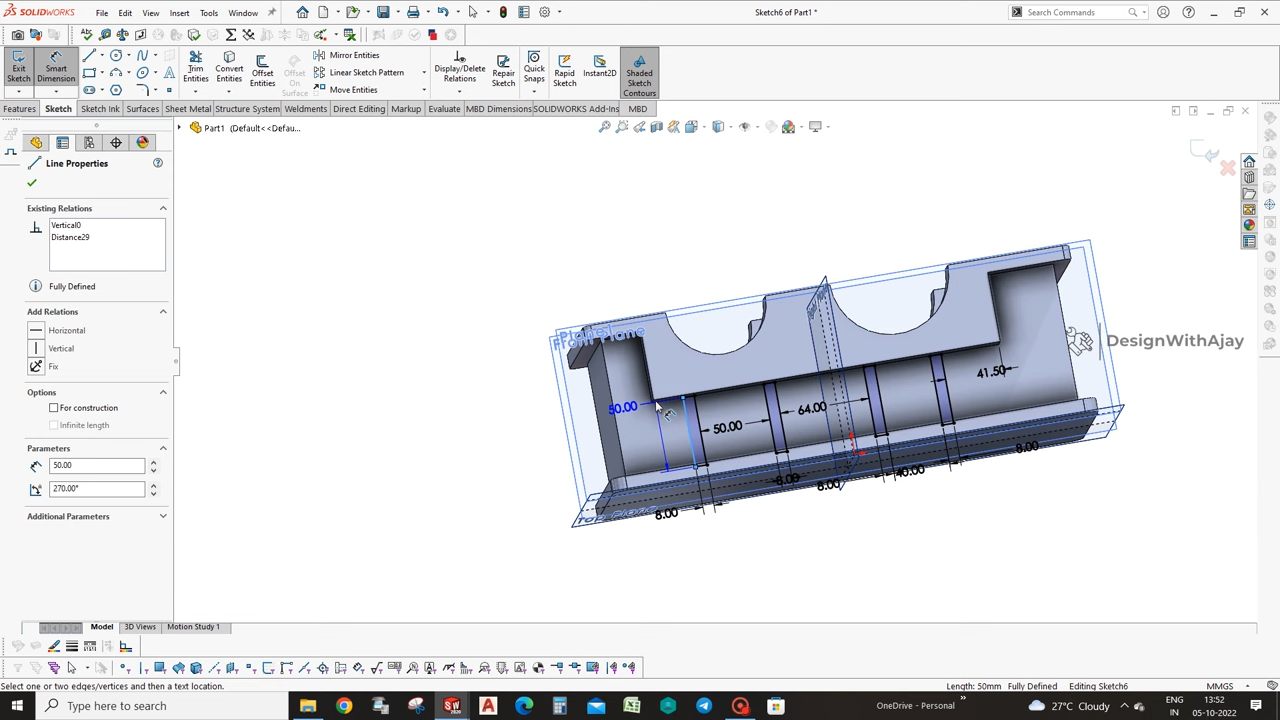 SOLIDWORKS File Edit View Insert Tools Window Sketch6 of Part1 * Search Commands
Exit Sketch
Smart Dimension
Trim Entities
Convert Entities
Offset Entities
Offset On Surface
Mirror Entities
Linear Sketch Pattern
Move Entities
Display/Delete Relations
Repair Sketch
Quick Snaps
Rapid Sketch
Instant2D
Shaded Sketch Contours
Features Sketch Sketch Ink Surfaces Sheet Metal Structure System Weldments Direct Editing Markup Evaluate MBD Dimensions SOLIDWORKS Add-Ins MBD
Part1 (Default<<Defau...
Line Properties
Existing Relations
Vertical0
Distance29
Fully Defined
Add Relations
Horizontal
Vertical
Fix
Options
For construction
Infinite length
Parameters
50.00
270.00°
Additional Parameters
Front Plane
DesignWithAjay
41.50
50.00
64.00
50.00
8.00
40.00
8.00
8.00
8.00
Top Plane
Model 3D Views Motion Study 1
Select one or two edges/vertices and then a text location. Length: 50mm Fully Defined Editing Sketch6 MMGS
Type here to search
OneDrive - Personal
27°C Cloudy
ENG
IN
13:52
05-10-2022